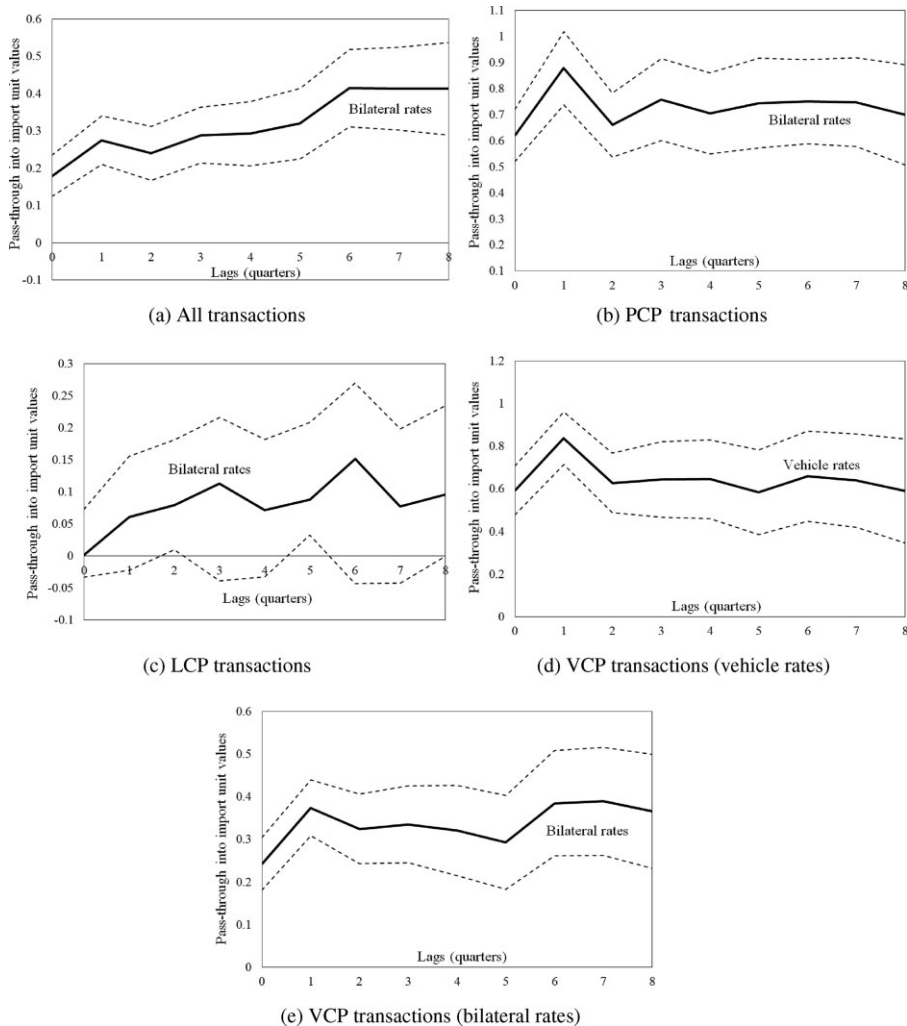 0.6
0.5
0.4
0.3
0.2
0.1
0
-0.1
Pass-through into import unit values
Bilateral rates
0 1 2 3 4 5 6 7 8
Lags (quarters)
(a) All transactions
1.1
1
0.9
0.8
0.7
0.6
0.5
0.4
0.3
0.2
0.1
Pass-through into import unit values
Bilateral rates
Lags (quarters)
0 1 2 3 4 5 6 7 8
(b) PCP transactions
0.3
0.25
0.2
0.15
0.1
0.05
0
-0.05
-0.1
Pass-through into import unit values
Bilateral rates
0 1 2 3 4 5 6 7 8
Lags (quarters)
(c) LCP transactions
1.2
1
0.8
0.6
0.4
0.2
0
Pass-through into import unit values
Vehicle rates
Lags (quarters)
0 1 2 3 4 5 6 7 8
(d) VCP transactions (vehicle rates)
0.6
0.5
0.4
0.3
0.2
0.1
0
Pass-through into import unit values
Bilateral rates
Lags (quarters)
0 1 2 3 4 5 6 7 8
(e) VCP transactions (bilateral rates)